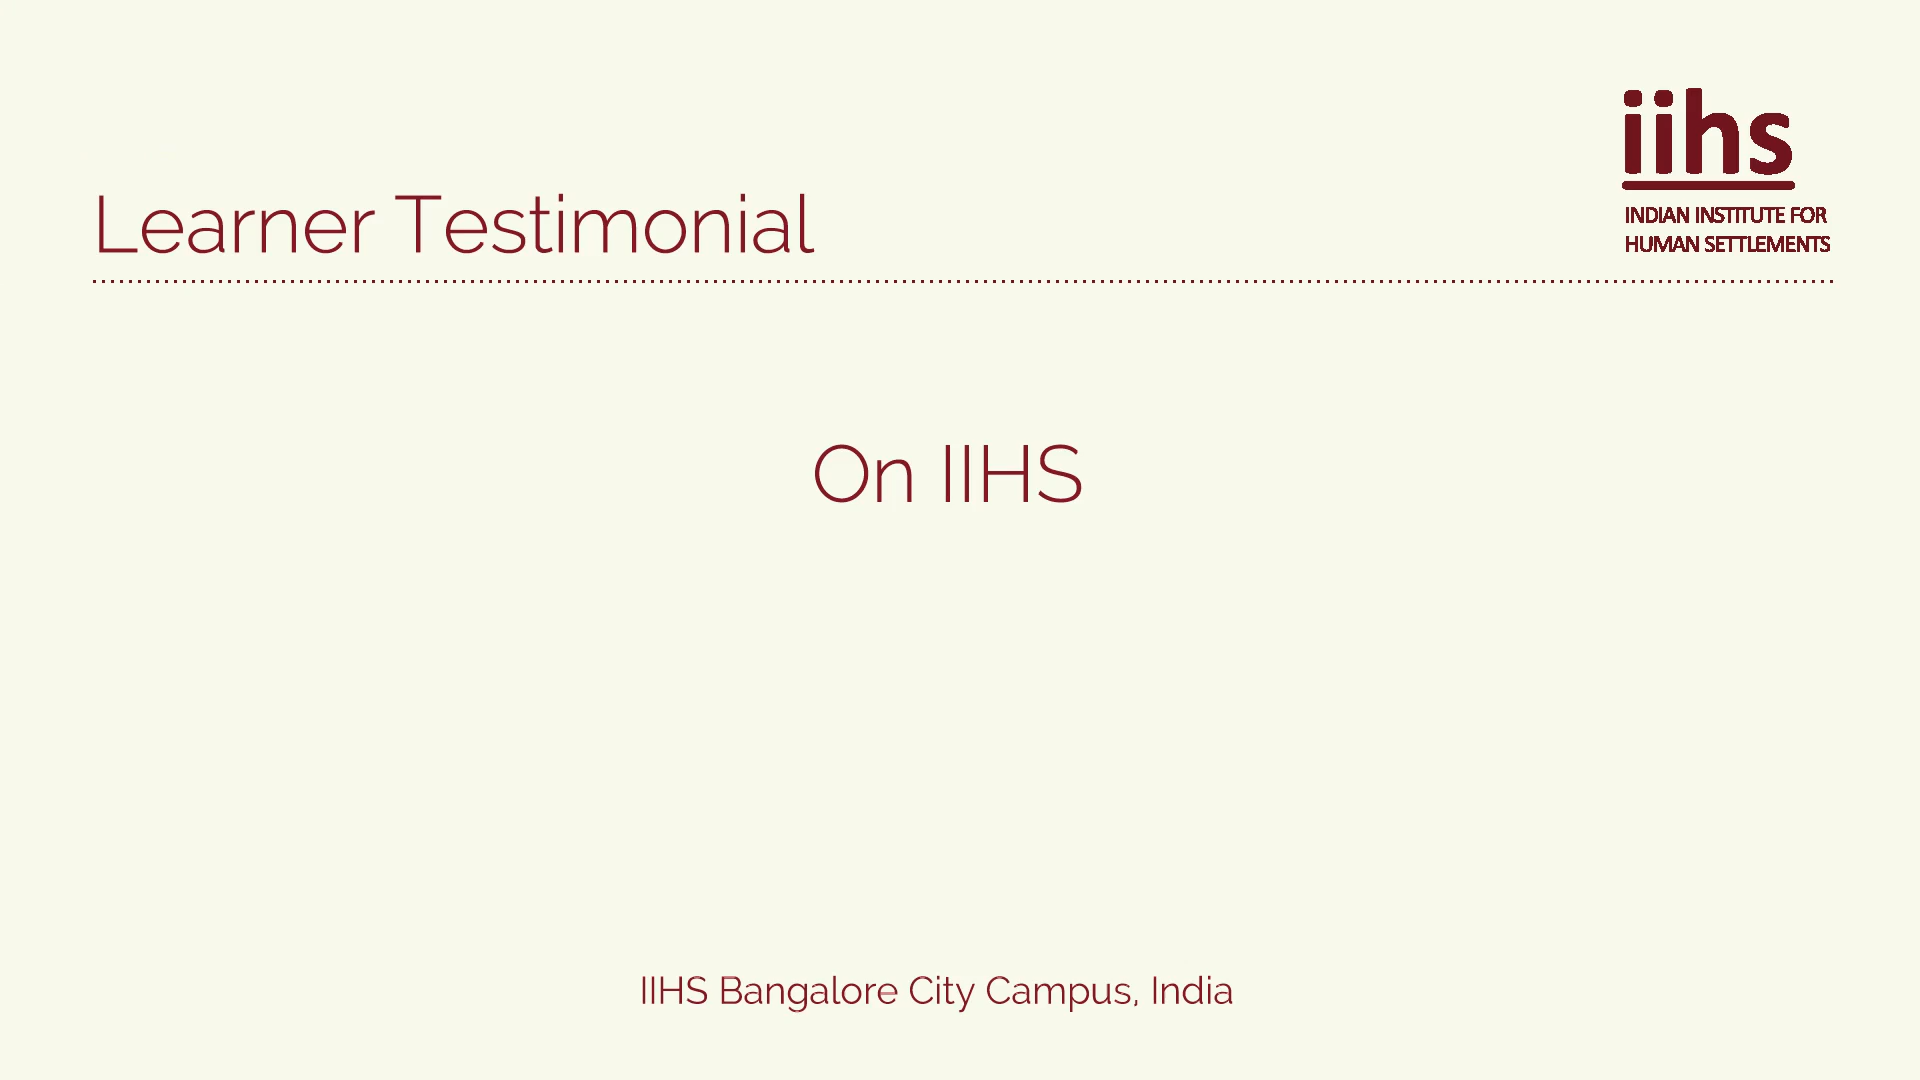 iihs
INDIAN INSTITUTE FOR
HUMAN SETTLEMENTS
Learner Testimonial
On IIHS
IIHS Bangalore City Campus, India